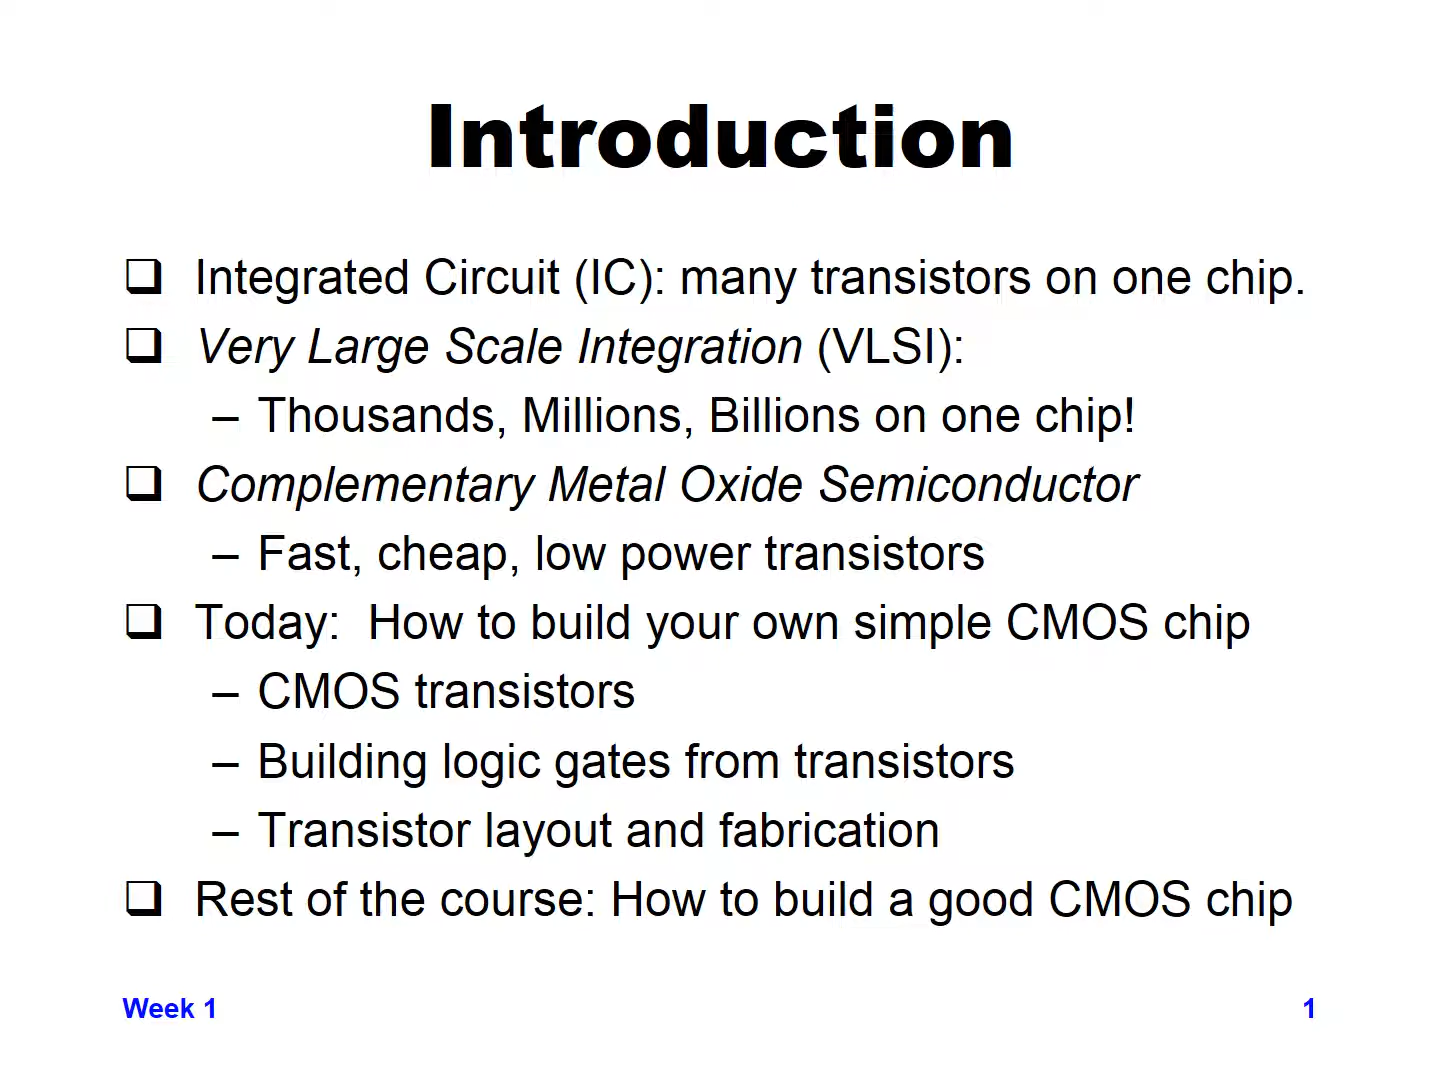 Introduction
❑ Integrated Circuit (IC): many transistors on one chip.
❑ Very Large Scale Integration (VLSI):
– Thousands, Millions, Billions on one chip!
❑ Complementary Metal Oxide Semiconductor
– Fast, cheap, low power transistors
❑ Today:  How to build your own simple CMOS chip
– CMOS transistors
– Building logic gates from transistors
– Transistor layout and fabrication
❑ Rest of the course: How to build a good CMOS chip
Week 1
1